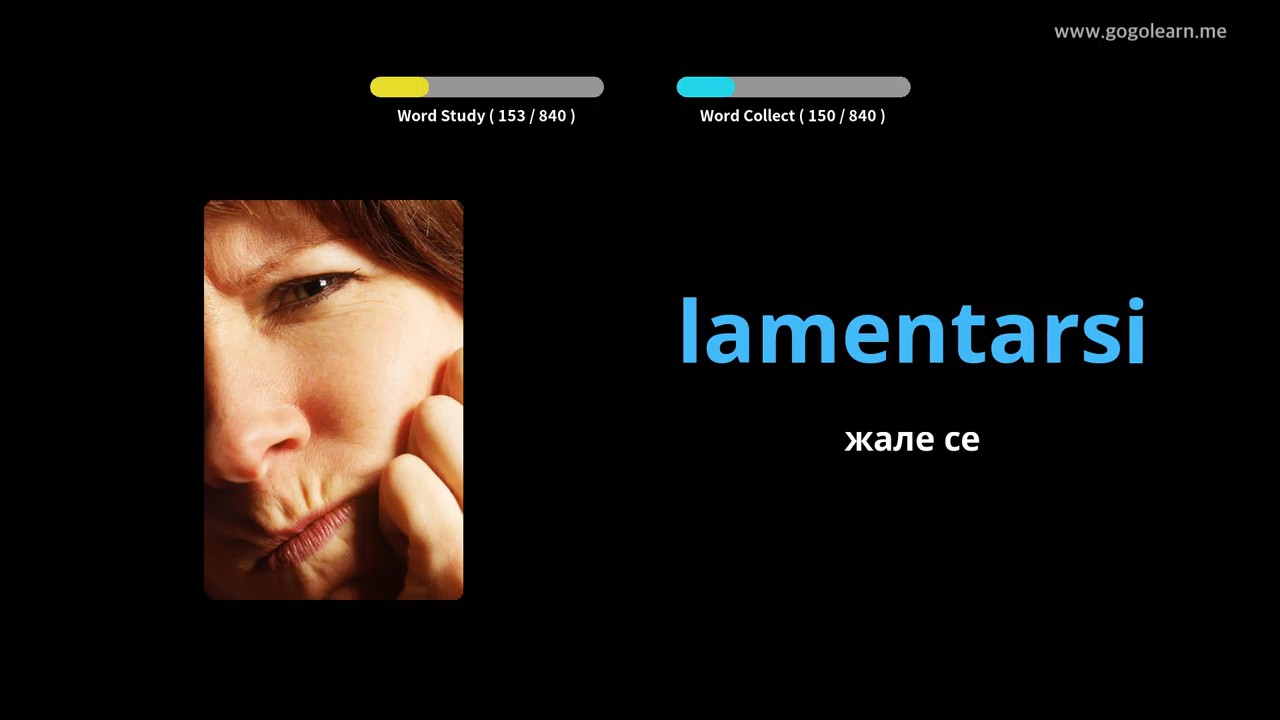 www.gogolearn.me
Word Study ( 153 / 840 )
Word Collect ( 150 / 840 )
lamentarsi
жале се